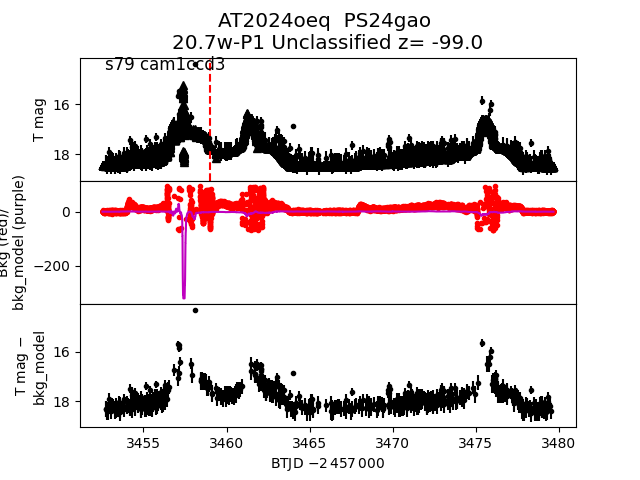 AT2024oeq  PS24gao
20.7w-P1 Unclassified z= -99.0
s79 cam1ccd3
T mag
16
18
Bkg (red)/
bkg_model (purple)
0
−200
T mag −
bkg_model
16
18
3455 3460 3465 3470 3475 3480
BTJD −2 457 000